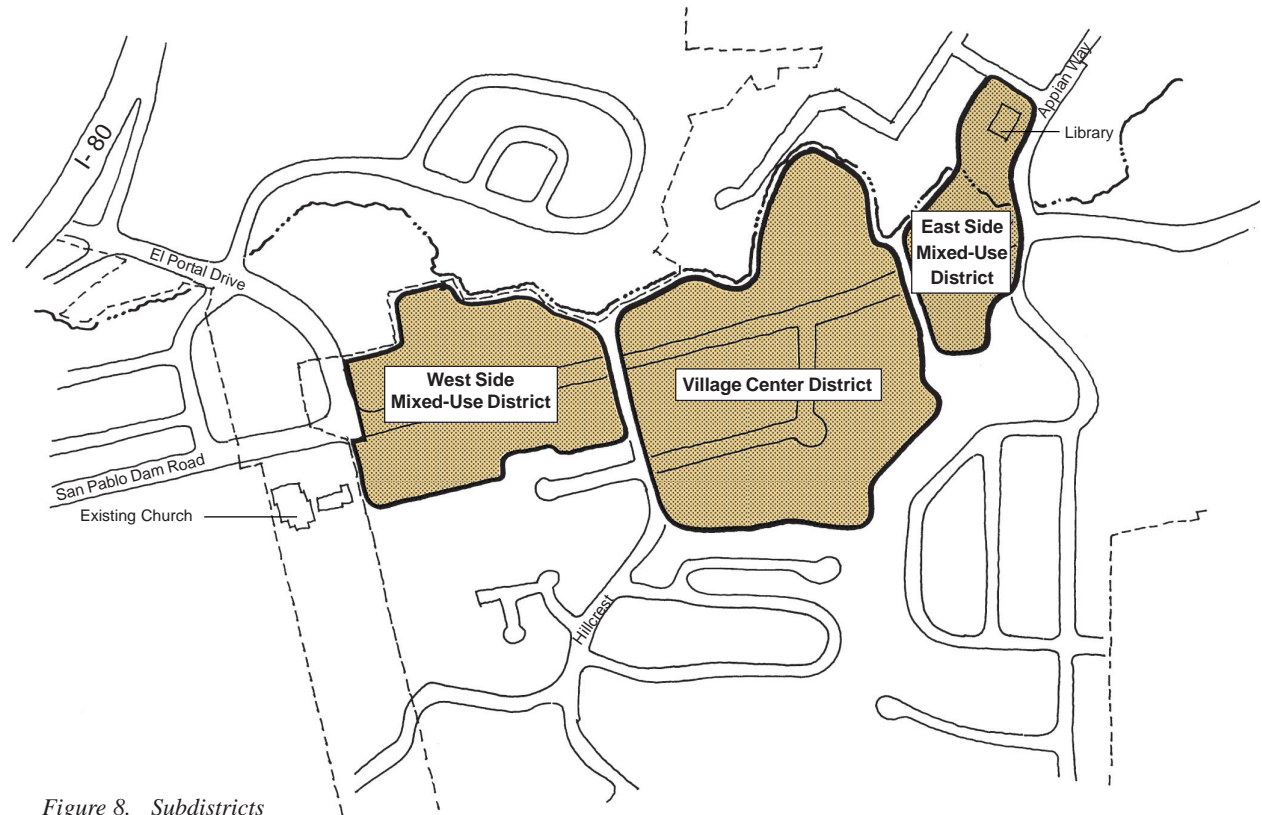 I- 80
Appian Way
Library
El Portal Drive
East Side
Mixed-Use
District
West Side
Mixed-Use District
Village Center District
San Pablo Dam Road
Existing Church
Hillcrest
Figure 8. Subdistricts